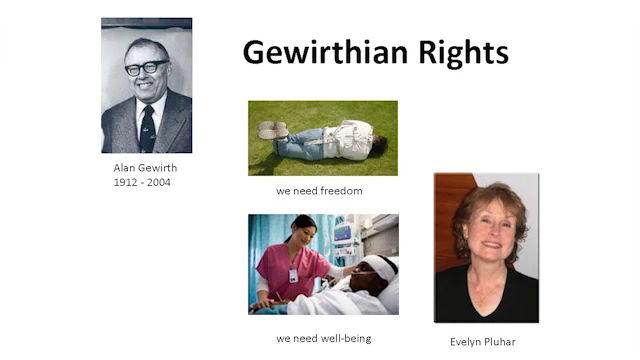 Gewirthian Rights
Alan Gewirth
1912 - 2004
we need freedom
we need well-being
Evelyn Pluhar